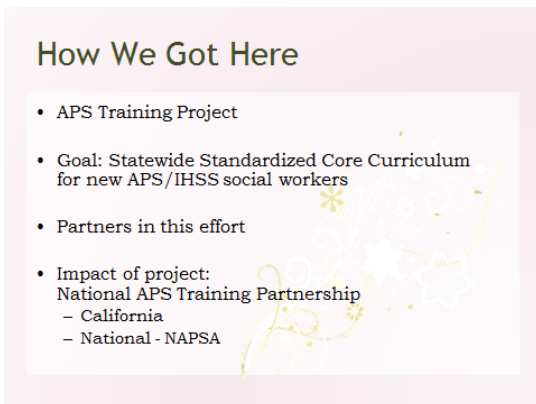 How We Got Here
• APS Training Project
• Goal: Statewide Standardized Core Curriculum
for new APS/IHSS social workers
• Partners in this effort
• Impact of project:
National APS Training Partnership
– California
– National - NAPSA